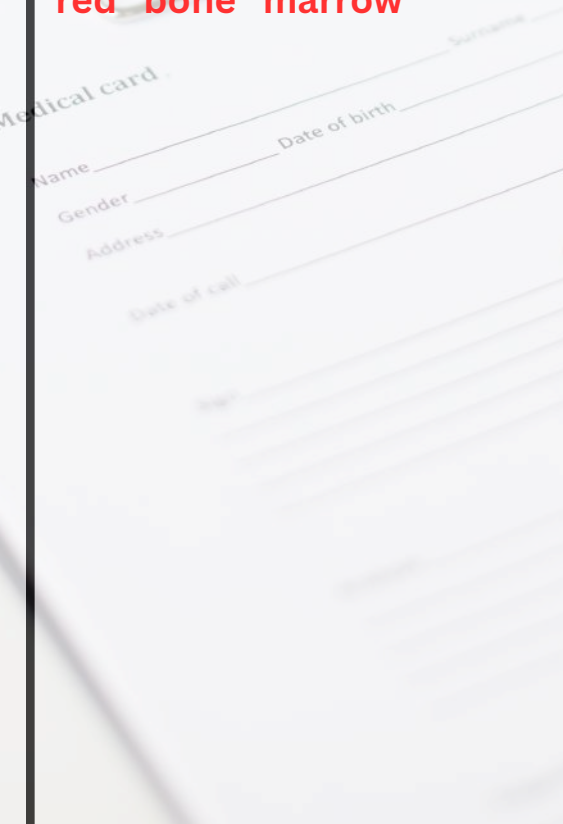 red bone marrow
Medical card
Surname
Name
Date of birth
Gender
Address
Date of call